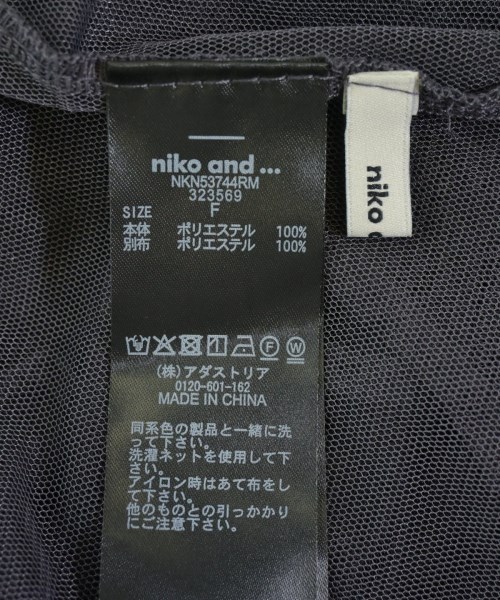 niko and ...
NKN53744RM
323569
SIZE F
本体 ポリエステル 100%
別布 ポリエステル 100%
F W
(株)アダストリア
0120-601-162
MADE IN CHINA
同系色の製品と一緒に洗
って下さい。
洗濯ネットを使用して下
さい。
アイロン時はあて布をし
て下さい。
他のものとの引っかかり
にご注意下さい。
niko a